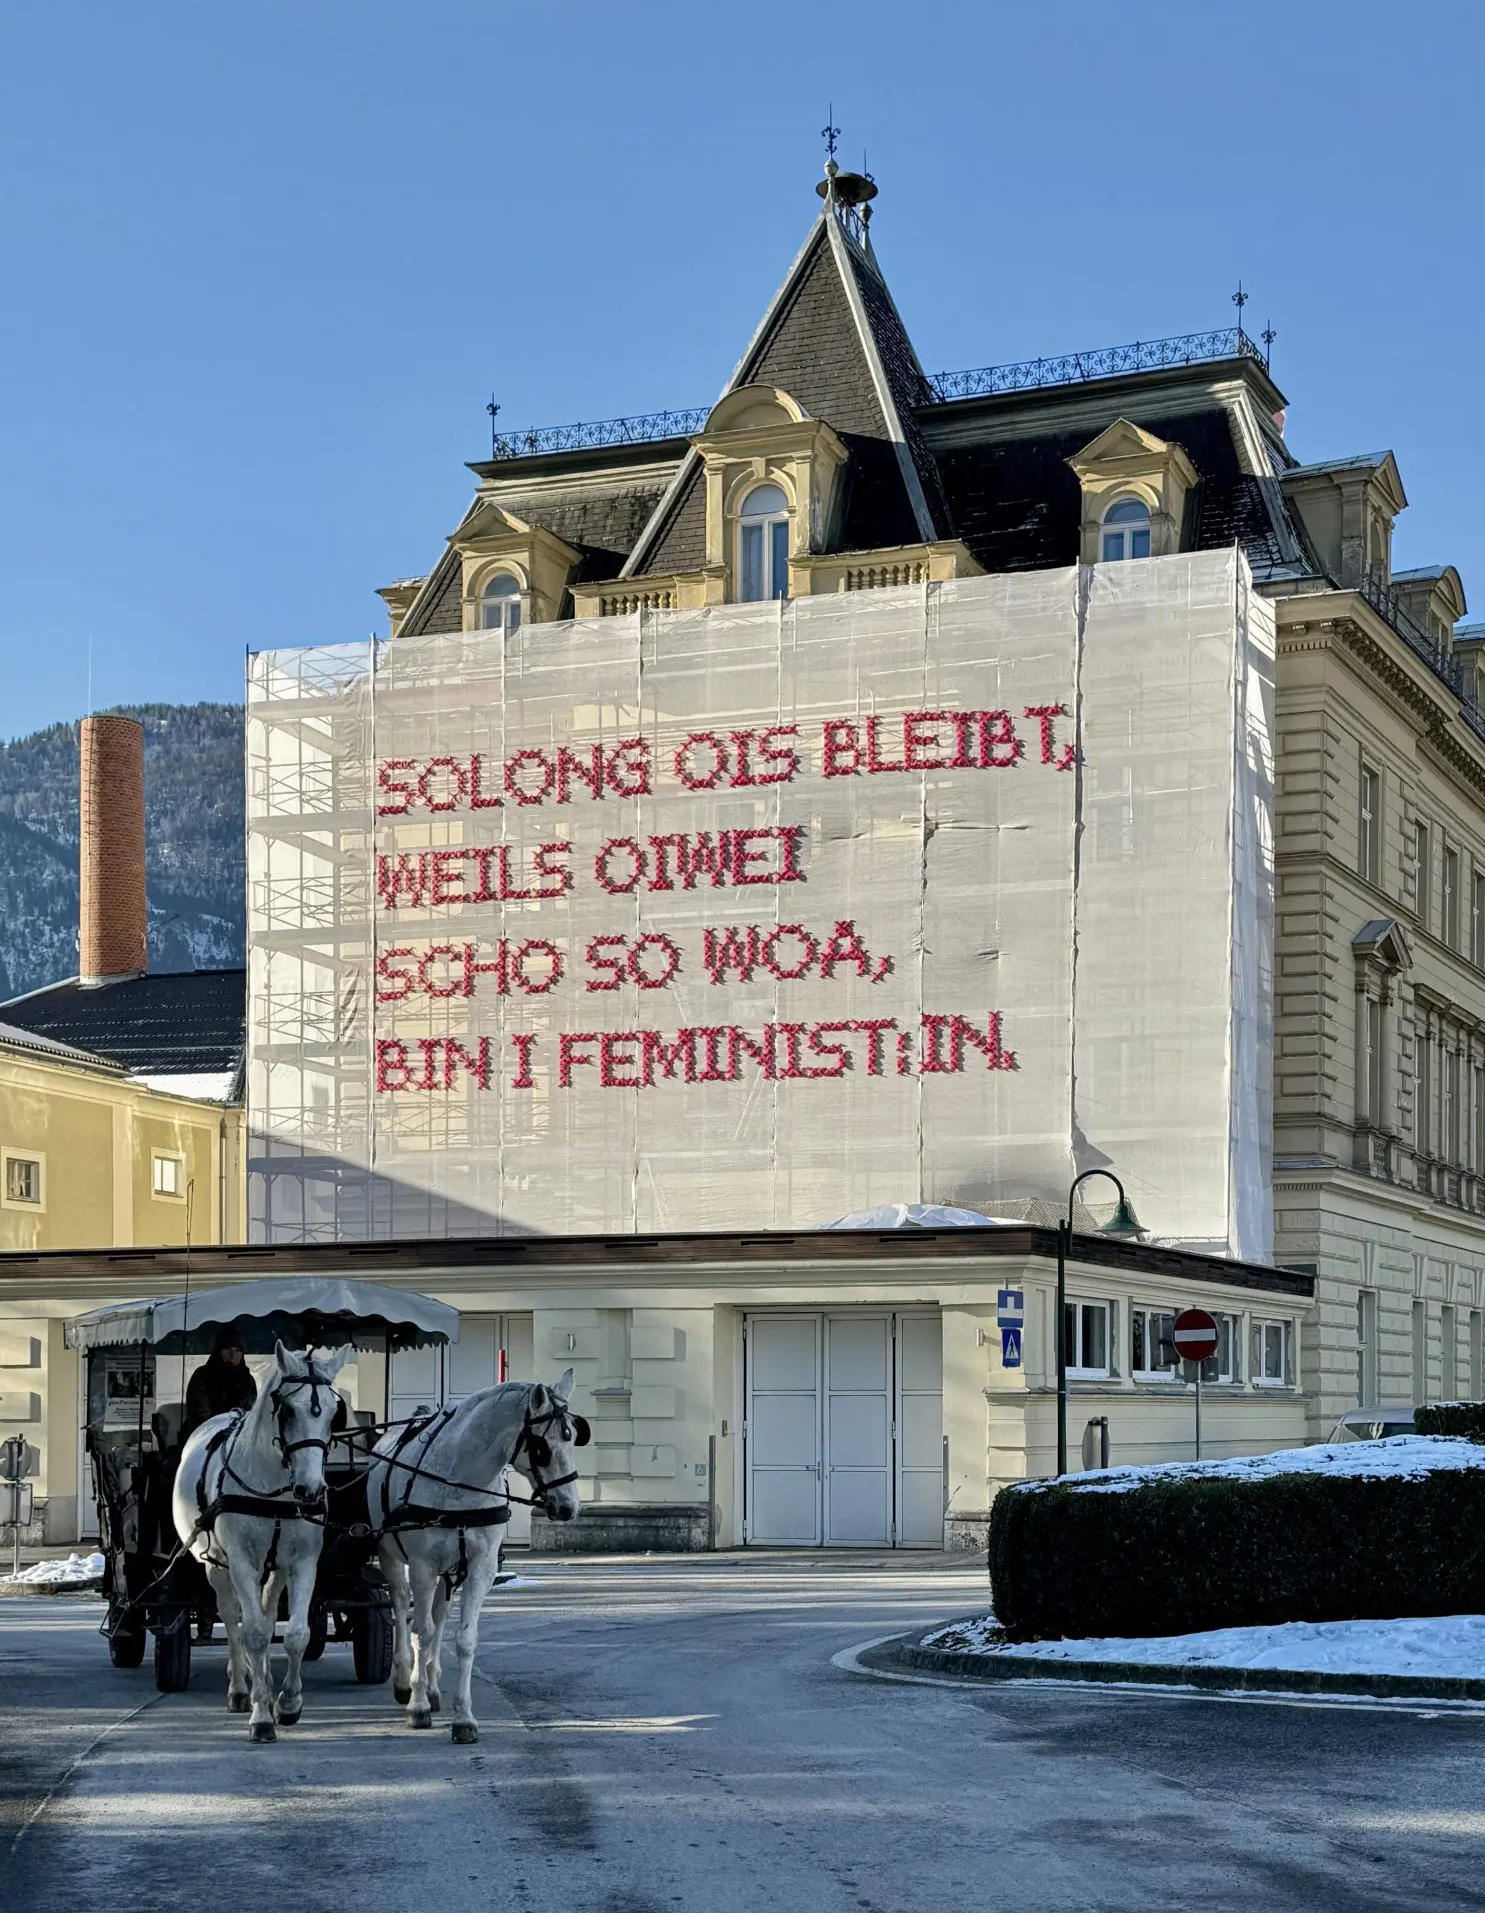 SOLONG OIS BLEIBT,
WEILS OIWEI
SCHO SO WOA,
BIN I FEMINIST:IN.